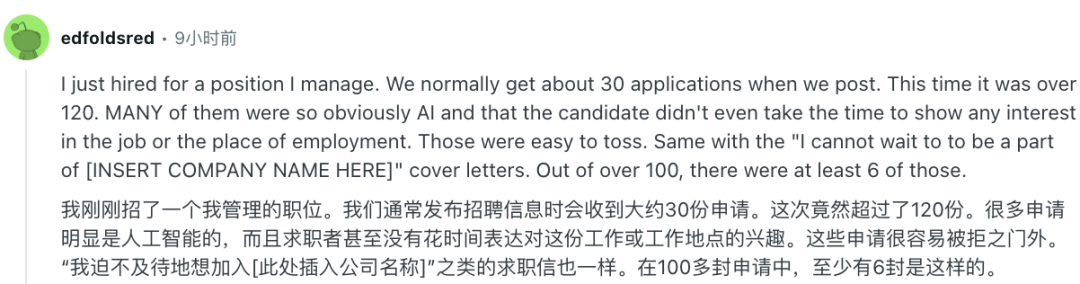 edfoldsred · 9小时前
I just hired for a position I manage. We normally get about 30 applications when we post. This time it was over
120. MANY of them were so obviously AI and that the candidate didn't even take the time to show any interest
in the job or the place of employment. Those were easy to toss. Same with the "I cannot wait to to be a part
of [INSERT COMPANY NAME HERE]" cover letters. Out of over 100, there were at least 6 of those.
我刚刚招了一个我管理的职位。我们通常发布招聘信息时会收到大约30份申请。这次竟然超过了120份。很多申请
明显是人工智能的，而且求职者甚至没有花时间表达对这份工作或工作地点的兴趣。这些申请很容易被拒之门外。
“我迫不及待地想加入[此处插入公司名称]”之类的求职信也一样。在100多封申请中，至少有6封是这样的。